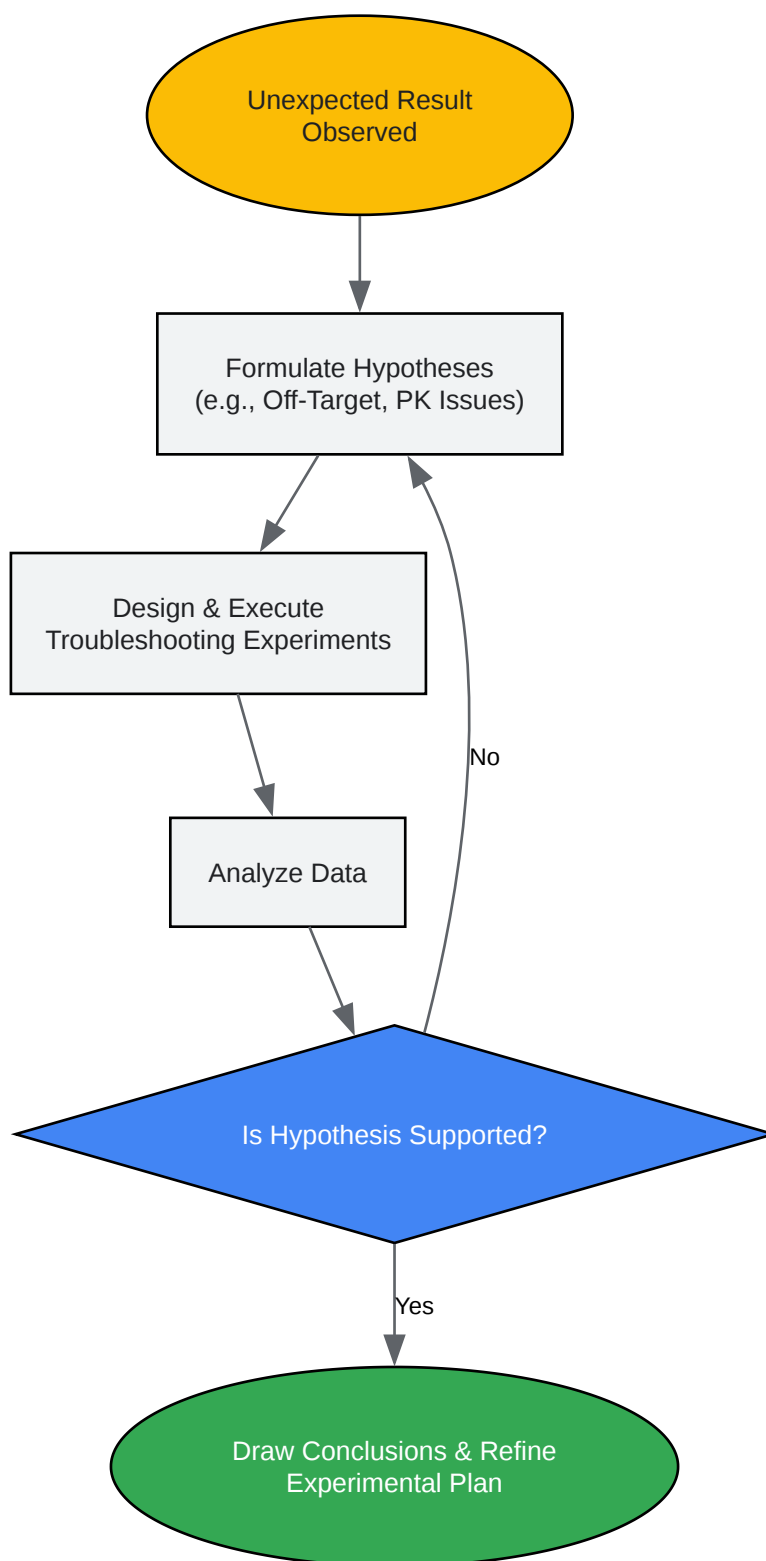 Unexpected Result
Observed
Formulate Hypotheses
(e.g., Off-Target, PK Issues)
Design & Execute
Troubleshooting Experiments
No
Analyze Data
Is Hypothesis Supported?
Yes
Draw Conclusions & Refine
Experimental Plan